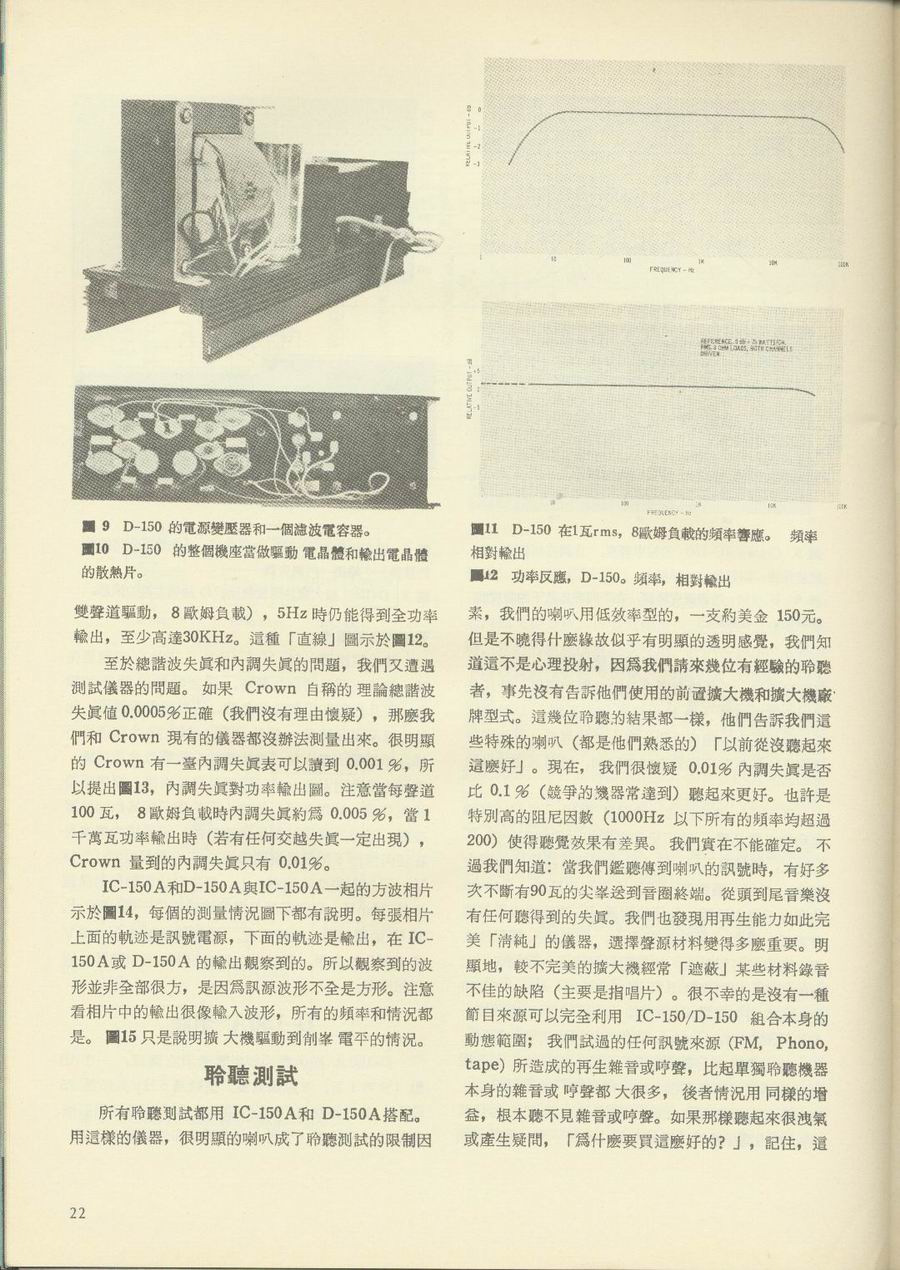 RELATIVE OUTPUT - dB
0
-1
-2
-3
10
100
1K
10K
100K
FREQUENCY - Hz
REFERENCE, 0 dB = 75 WATTS/CH.
RMS, 8 OHM LOADS, BOTH CHANNELS
DRIVEN
RELATIVE OUTPUT - dB
10
100
1K
10K
100K
FREQUENCY - Hz
圖 9 D-150 的電源變壓器和一個濾波電容器。
圖10 D-150 的整個機座當做驅動 電晶體和輸出電晶體
的散熱片。
圖11 D-150 在1瓦rms，8歐姆負載的頻率響應。 頻率
相對輸出
圖12 功率反應，D-150。頻率，相對輸出
雙聲道驅動，8歐姆負載），5Hz時仍能得到全功率
輸出，至少高達30KHz。這種「直線」圖示於圖12。
至於總諧波失眞和內調失眞的問題，我們又遭遇
測試儀器的問題。 如果 Crown 自稱的 理論總諧波
失眞値0.0005%正確（我們沒有理由懷疑），那麼我
們和 Crown 現有的儀器都沒辦法測量出來。很明顯
的 Crown 有一臺內調失眞表可以讀到 0.001 %，所
以提出圖13，內調失眞對功率輸出圖。注意當每聲道
100 瓦， 8歐姆負載時內調失眞約爲 0.005 %，當 1
千萬瓦功率輸出時（若有任何交越失眞一定出現），
Crown 量到的內調失眞只有 0.01%。
IC-150A和D-150A與IC-150A一起的方波相片
示於圖14，每個的測量情況圖下都有說明。每張相片
上面的軌迹是訊號電源，下面的軌迹是輸出，在 IC-
150A或 D-150A 的輸出觀察到的。所以觀察到的波
形並非全部很方，是因爲訊源波形不全是方形。注意
看相片中的輸出很像輸入波形，所有的頻率和情況都
是。 圖15 只是說明擴 大機驅動到削峯 電平的情況。
聆聽測試
所有聆聽測試都用 IC-150A和 D-150A搭配。
用這樣的儀器，很明顯的喇叭成了聆聽測試的限制因
素，我們的喇叭用低效率型的，一支約美金 150元。
但是不曉得什麼緣故似乎有明顯的透明感覺，我們知
道這不是心理投射，因爲我們請來幾位有經驗的聆聽
者，事先沒有告訴他們使用的前置擴大機和擴大機廠
牌型式。這幾位聆聽的結果都一樣，他們告訴我們這
些特殊的喇叭（都是他們熟悉的）「以前從沒聽起來
這麼好」。現在， 我們很懷疑 0.01% 內調失眞是否
比 0.1 %（競爭的機器常達到）聽起來更好。也許是
特別高的阻尼因數（1000Hz 以下所有的頻率均超過
200）使得聽覺效果有差異。 我們實在不能確定。 不
過我們知道：當我們鑑聽傳到喇叭的訊號時，有好多
次不斷有90瓦的尖峯送到音圈終端。從頭到尾音樂沒
有任何聽得到的失眞。我們也發現用再生能力如此完
美「淸純」的儀器，選擇聲源材料變得多麼重要。明
顯地，較不完美的擴大機經常「遮蔽」某些材料錄音
不佳的缺陷（主要是指唱片）。很不幸的是沒有一種
節目來源可以完全利用 IC-150/D-150 組合本身的
動態範圍； 我們試過的任何訊號來源 (FM, Phono,
tape) 所造成的再生雜音或哼聲，比起單獨聆聽機器
本身的雜音或 哼聲都 大很多， 後者情況用 同樣的增
益，根本聽不見雜音或哼聲。如果那樣聽起來很洩氣
或產生疑問，「爲什麼要買這麼好的？」，記住，這
22